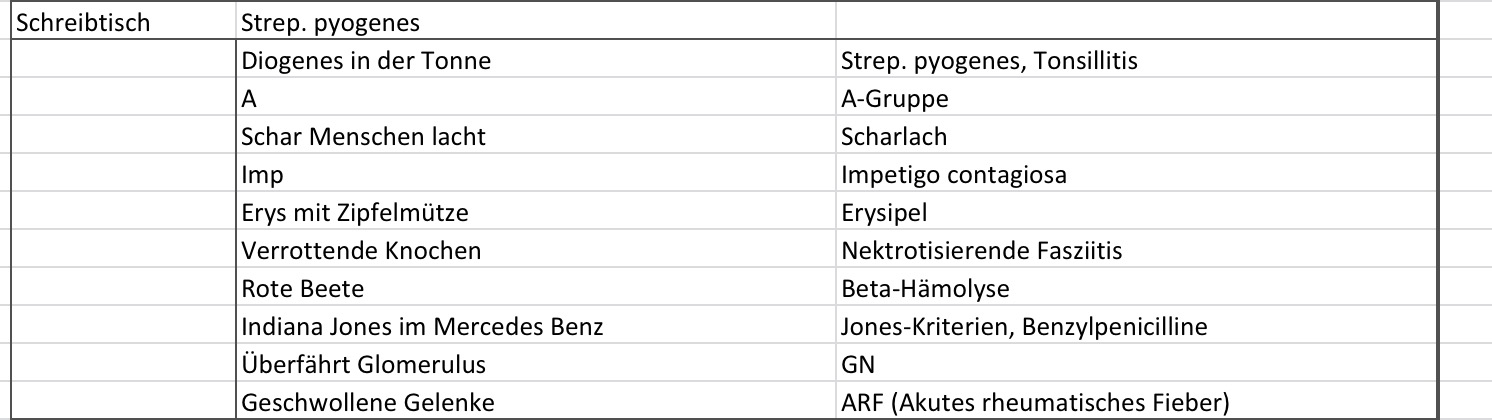 Schreibtisch Strep. pyogenes
Diogenes in der Tonne Strep. pyogenes, Tonsillitis
A A-Gruppe
Schar Menschen lacht Scharlach
Imp Impetigo contagiosa
Erys mit Zipfelmütze Erysipel
Verrottende Knochen Nektrotisierende Fasziitis
Rote Beete Beta-Hämolyse
Indiana Jones im Mercedes Benz Jones-Kriterien, Benzylpenicilline
Überfährt Glomerulus GN
Geschwollene Gelenke ARF (Akutes rheumatisches Fieber)